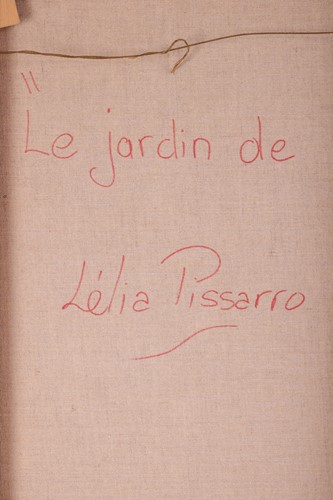 "Le jardin de
Lélia Pissarro